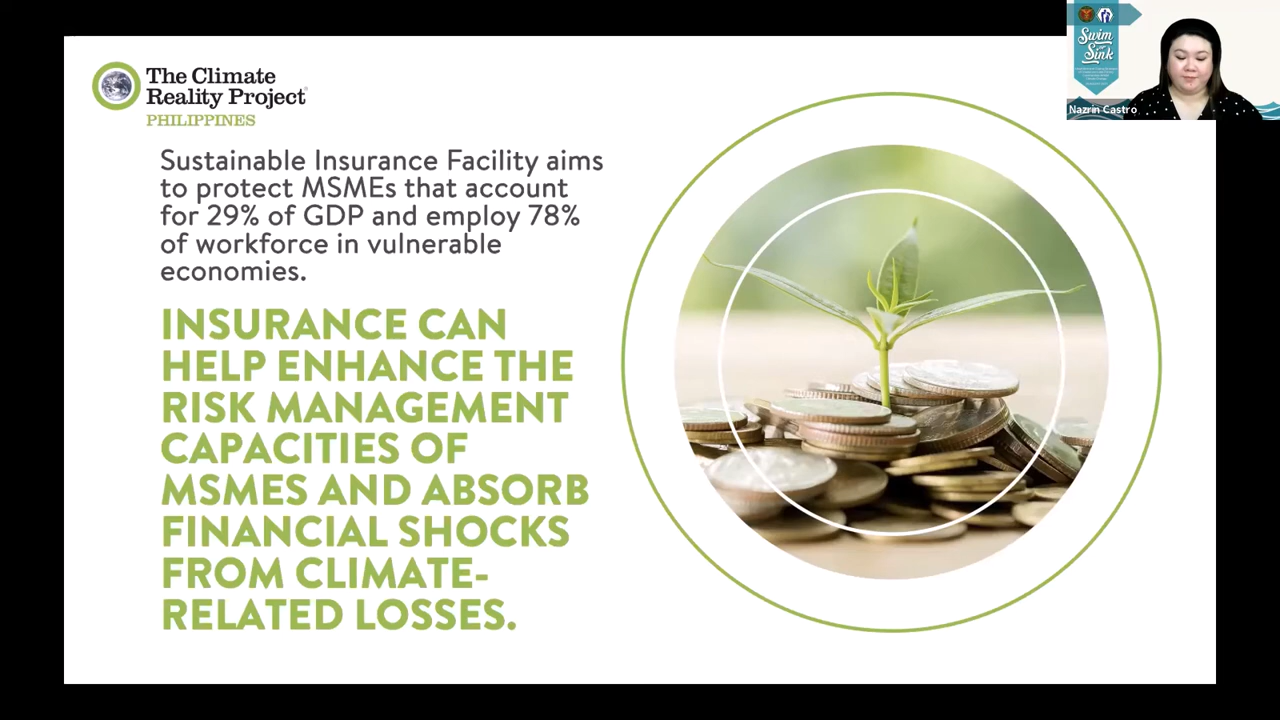 The Climate
Reality Project
PHILIPPINES
Sustainable Insurance Facility aims
to protect MSMEs that account
for 29% of GDP and employ 78%
of workforce in vulnerable
economies.
INSURANCE CAN
HELP ENHANCE THE
RISK MANAGEMENT
CAPACITIES OF
MSMES AND ABSORB
FINANCIAL SHOCKS
FROM CLIMATE-
RELATED LOSSES.
Swim
Sink
Nazrin Castro